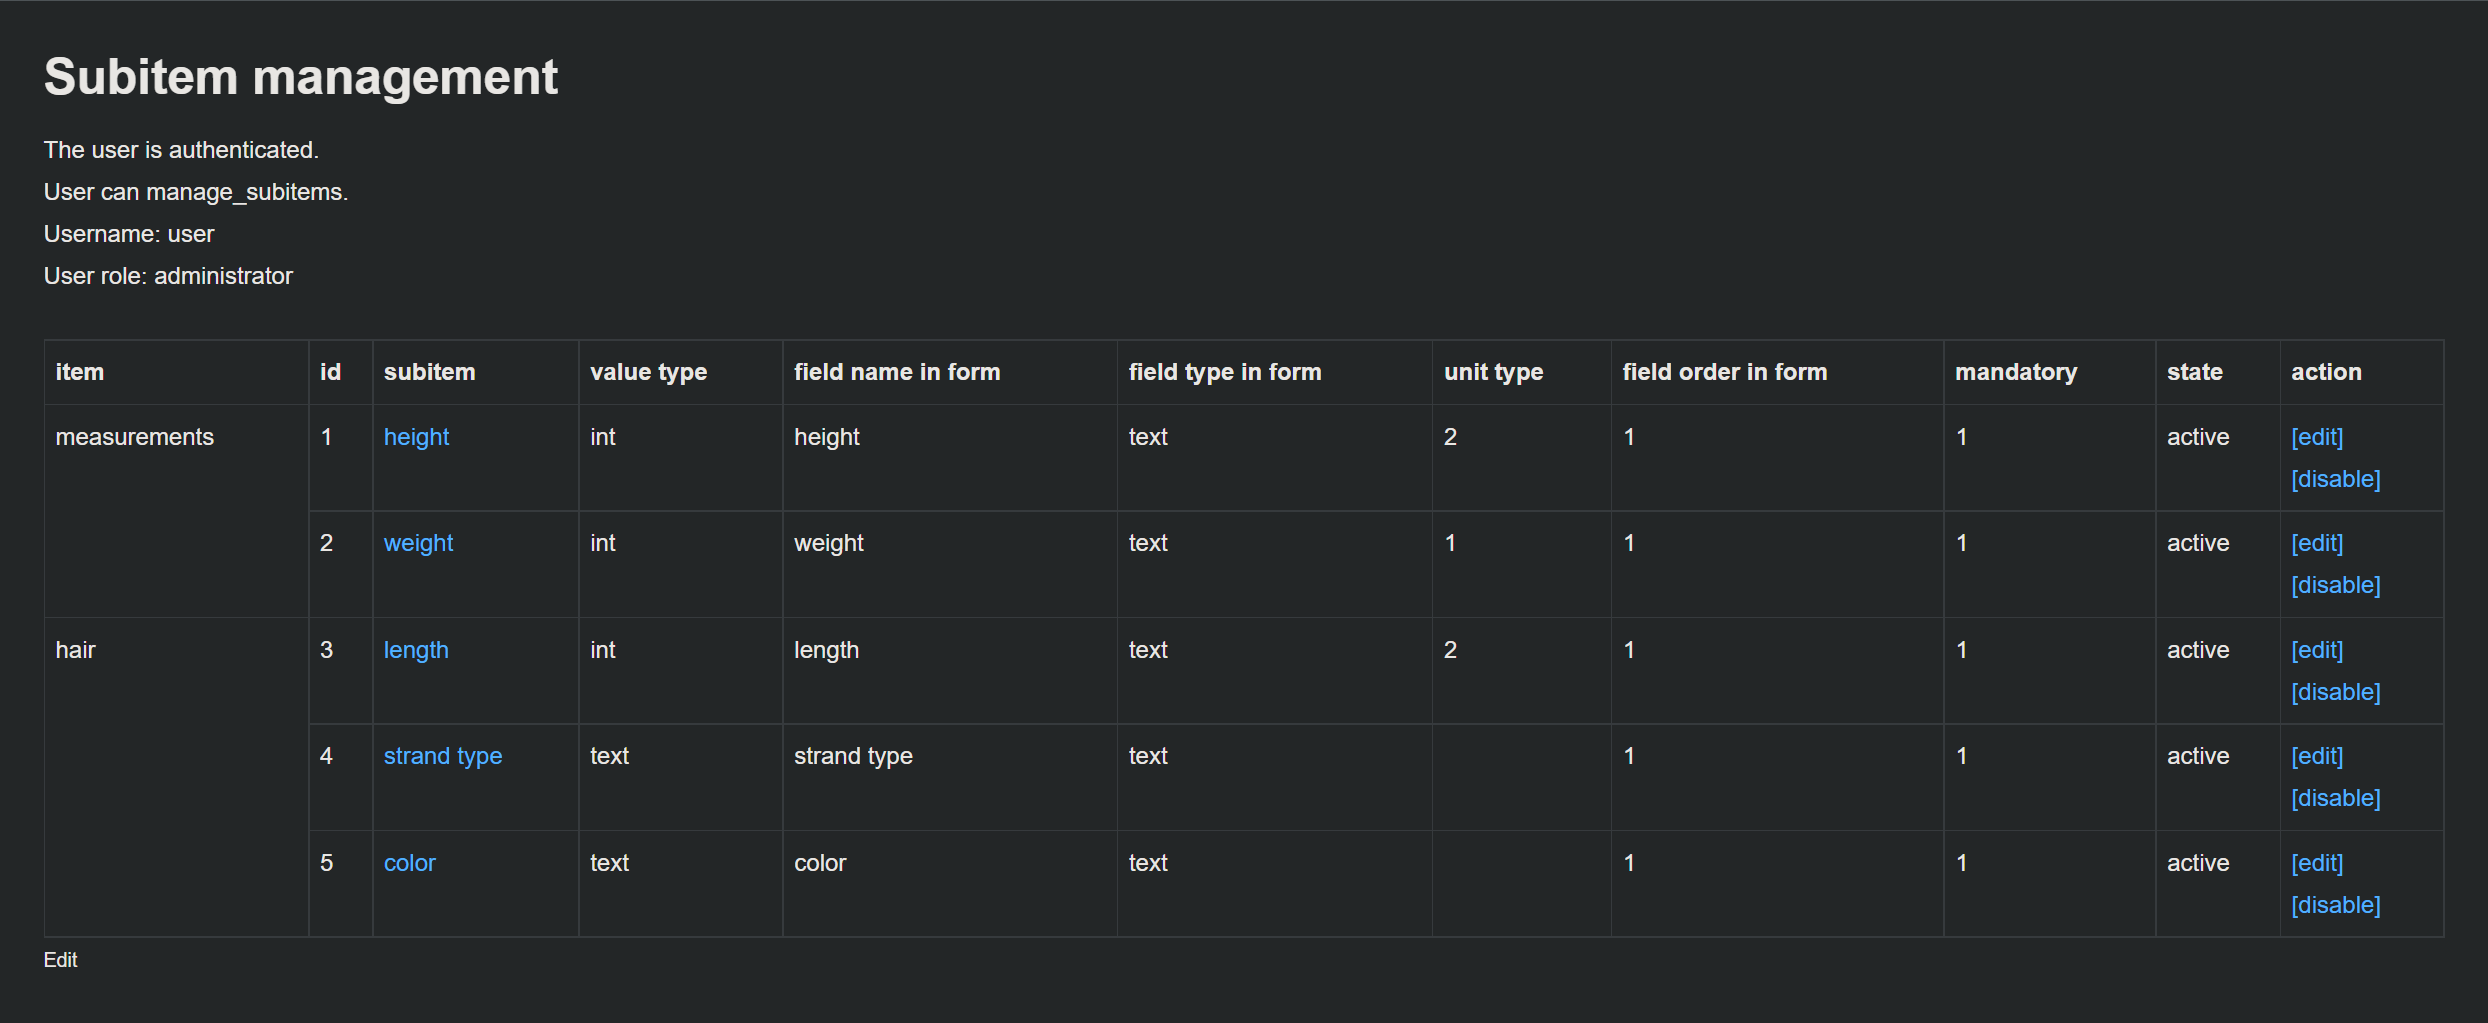 Subitem management
The user is authenticated.
User can manage_subitems.
Username: user
User role: administrator
item id subitem value type field name in form field type in form unit type field order in form mandatory state action
measurements 1 height int height text 2 1 1 active [edit]
[disable]
2 weight int weight text 1 1 1 active [edit]
[disable]
hair 3 length int length text 2 1 1 active [edit]
[disable]
4 strand type text strand type text 1 1 active [edit]
[disable]
5 color text color text 1 1 active [edit]
[disable]
Edit